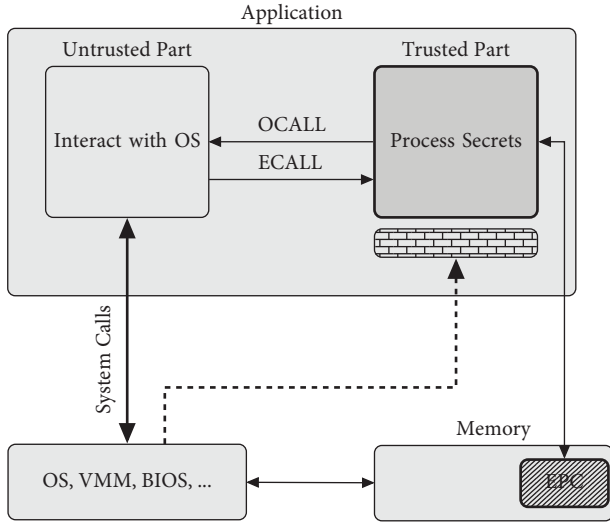 Application
Untrusted Part
Trusted Part
Interact with OS
OCALL
ECALL
Process Secrets
System Calls
Memory
OS, VMM, BIOS, ...
EPC